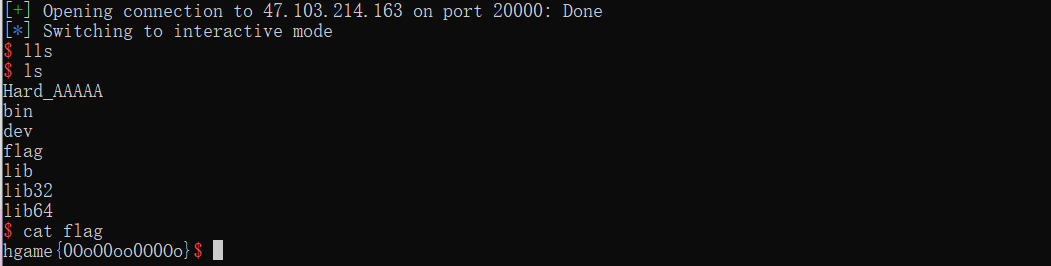 [+] Opening connection to 47.103.214.163 on port 20000: Done
[*] Switching to interactive mode
$ lls
$ ls
Hard_AAAAA
bin
dev
flag
lib
lib32
lib64
$ cat flag
hgame{0OoO0oo0OO0o}$